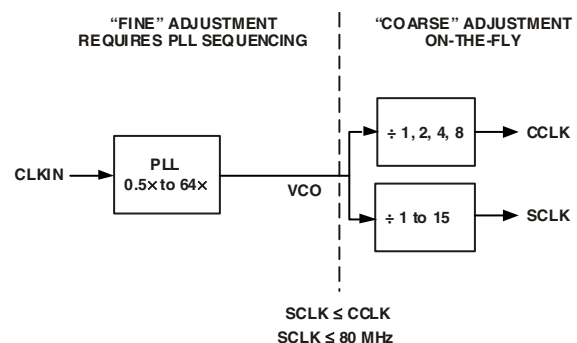 “FINE” ADJUSTMENT
REQUIRES PLL SEQUENCING
“COARSE” ADJUSTMENT
ON-THE-FLY
CLKIN
PLL
0.5× to 64×
VCO
÷ 1, 2, 4, 8
CCLK
÷ 1 to 15
SCLK
SCLK ≤ CCLK
SCLK ≤ 80 MHz